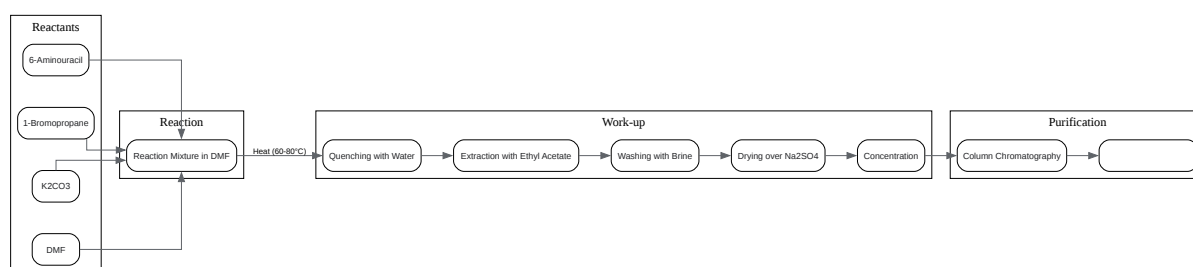 Reactants
6-Aminouracil
1-Bromopropane
K2CO3
DMF
Reaction
Reaction Mixture in DMF
Heat (60-80°C)
Work-up
Quenching with Water
Extraction with Ethyl Acetate
Washing with Brine
Drying over Na2SO4
Concentration
Purification
Column Chromatography